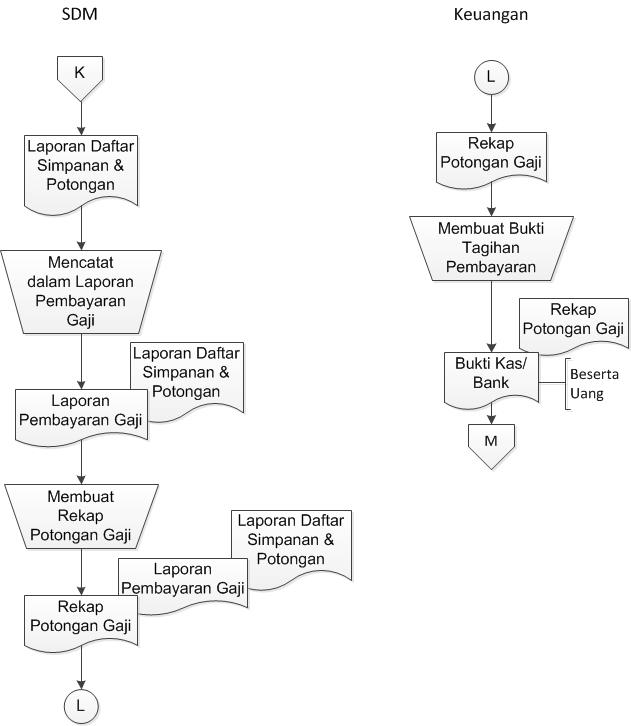 SDM
K
Laporan Daftar
Simpanan &
Potongan
Mencatat
dalam Laporan
Pembayaran
Gaji
Laporan Daftar
Simpanan &
Potongan
Laporan
Pembayaran Gaji
Membuat
Rekap
Potongan Gaji
Laporan Daftar
Simpanan &
Potongan
Laporan
Pembayaran Gaji
Rekap
Potongan Gaji
L
Keuangan
L
Rekap
Potongan Gaji
Membuat Bukti
Tagihan
Pembayaran
Rekap
Potongan Gaji
Bukti Kas/
Bank
Beserta
Uang
M